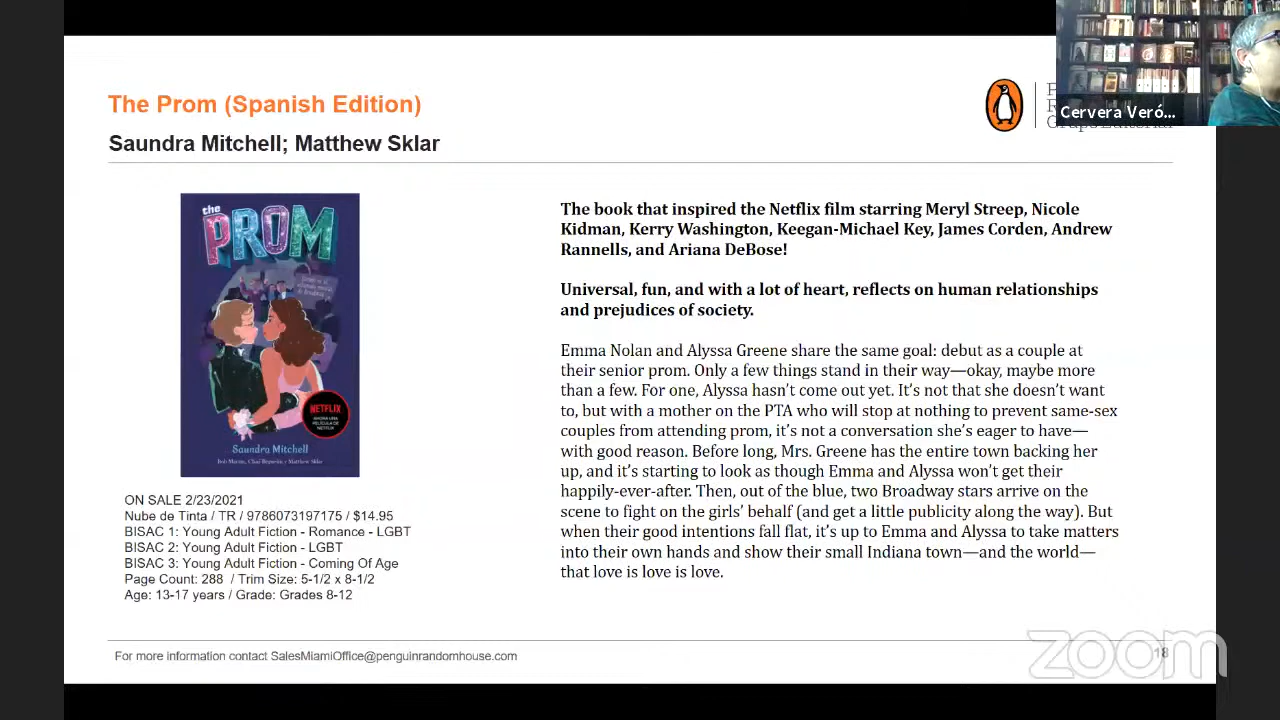 The Prom (Spanish Edition)
Saundra Mitchell; Matthew Sklar
Grupo Editorial
Cervera Veró...
the
PROM
NETFLIX
AHORA UNA
PELÍCULA DE
NETFLIX
Saundra Mitchell
Bob Martin, Chad Beguelin y Matthew Sklar
ON SALE 2/23/2021
Nube de Tinta / TR / 9786073197175 / $14.95
BISAC 1: Young Adult Fiction - Romance - LGBT
BISAC 2: Young Adult Fiction - LGBT
BISAC 3: Young Adult Fiction - Coming Of Age
Page Count: 288 / Trim Size: 5-1/2 x 8-1/2
Age: 13-17 years / Grade: Grades 8-12
The book that inspired the Netflix film starring Meryl Streep, Nicole
Kidman, Kerry Washington, Keegan-Michael Key, James Corden, Andrew
Rannells, and Ariana DeBose!
Universal, fun, and with a lot of heart, reflects on human relationships
and prejudices of society.
Emma Nolan and Alyssa Greene share the same goal: debut as a couple at
their senior prom. Only a few things stand in their way—okay, maybe more
than a few. For one, Alyssa hasn't come out yet. It's not that she doesn't want
to, but with a mother on the PTA who will stop at nothing to prevent same-sex
couples from attending prom, it's not a conversation she's eager to have—
with good reason. Before long, Mrs. Greene has the entire town backing her
up, and it's starting to look as though Emma and Alyssa won't get their
happily-ever-after. Then, out of the blue, two Broadway stars arrive on the
scene to fight on the girls' behalf (and get a little publicity along the way). But
when their good intentions fall flat, it's up to Emma and Alyssa to take matters
into their own hands and show their small Indiana town—and the world—
that love is love is love.
For more information contact SalesMiamiOffice@penguinrandomhouse.com
18
zoom